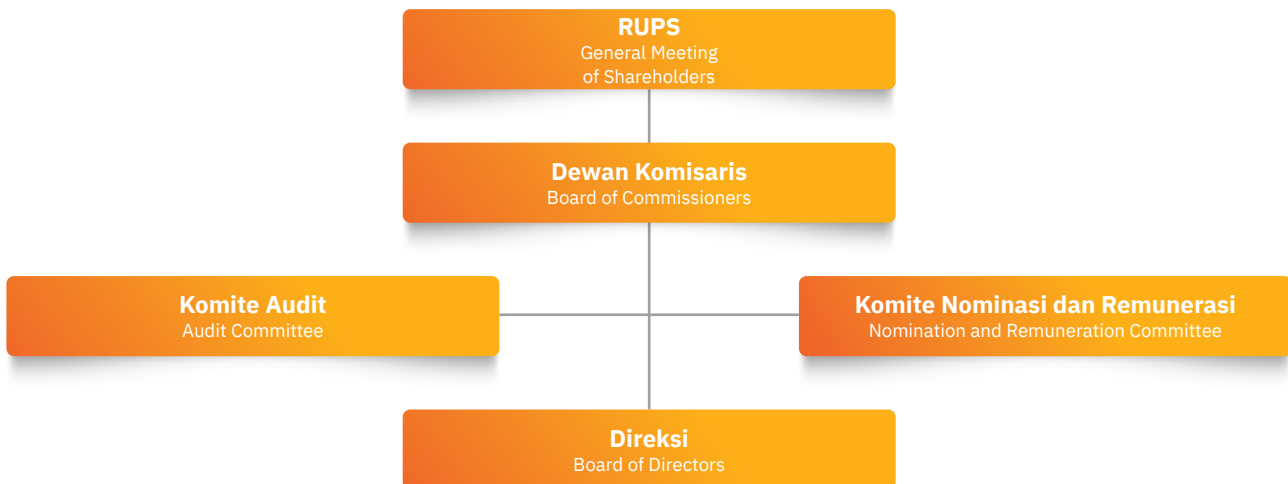 RUPS
General Meeting
of Shareholders
Dewan Komisaris
Board of Commissioners
Komite Audit
Audit Committee
Komite Nominasi dan Remunerasi
Nomination and Remuneration Committee
Direksi
Board of Directors